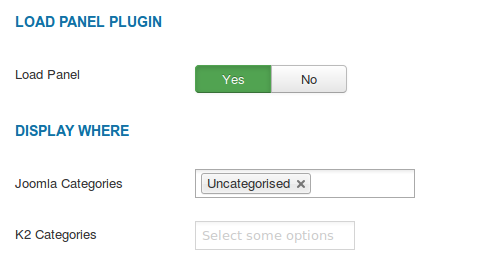 LOAD PANEL PLUGIN
Load Panel Yes No
DISPLAY WHERE
Joomla Categories Uncategorised ×
K2 Categories Select some options